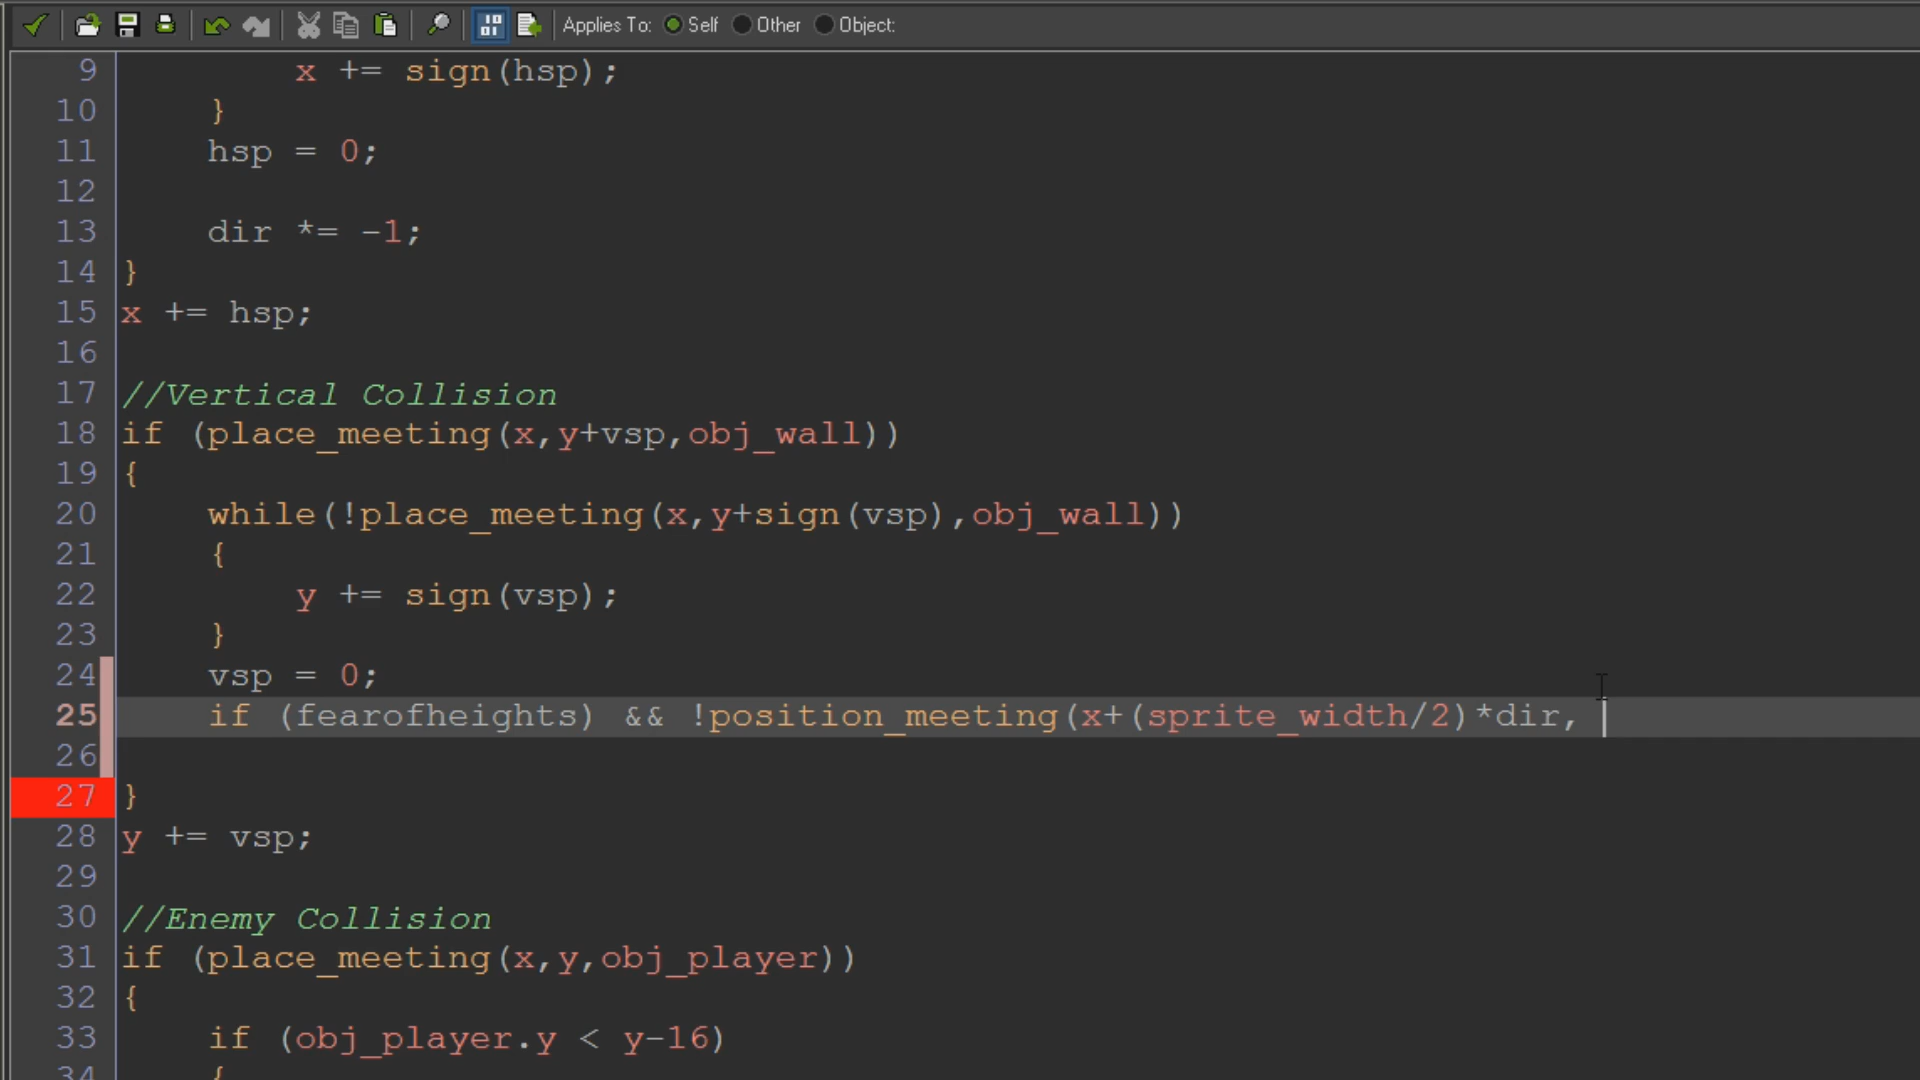 Applies To: Self Other Object:
9 x += sign(hsp);
10 }
11 hsp = 0;
12
13 dir *= -1;
14 }
15 x += hsp;
16
17 //Vertical Collision
18 if (place_meeting(x,y+vsp,obj_wall))
19 {
20 while(!place_meeting(x,y+sign(vsp),obj_wall))
21 {
22 y += sign(vsp);
23 }
24 vsp = 0;
25 if (fearofheights) && !position_meeting(x+(sprite_width/2)*dir,
26
27 }
28 y += vsp;
29
30 //Enemy Collision
31 if (place_meeting(x,y,obj_player))
32 {
33 if (obj_player.y < y-16)
34 {